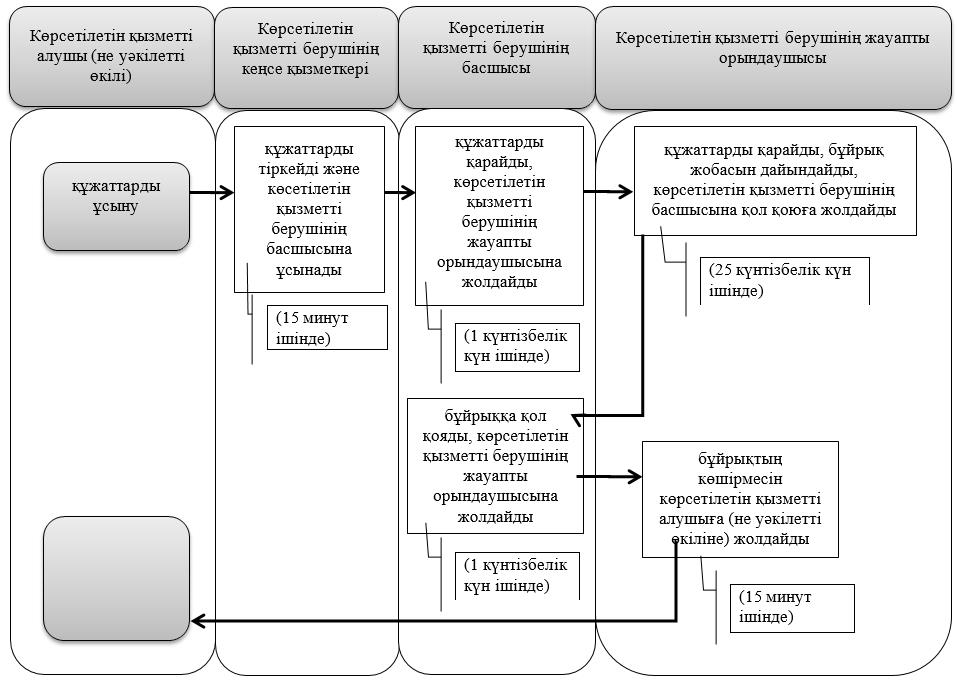 Көрсетілетін қызметті
алушы (не уәкілетті
өкілі)
Көрсетілетін
қызметті берушінің
кеңсе қызметкері
Көрсетілетін
қызметті берушінің
басшысы
Көрсетілетін қызметті берушінің жауапты
орындаушысы
құжаттарды
ұсыну
құжаттарды
тіркейді және
көсетілетін
қызметті
берушінің
басшысына
ұсынады
(15 минут
ішінде)
құжаттарды
қарайды,
көрсетілетін
қызметті
берушінің
жауапты
орындаушысына
жолдайды
(1 күнтізбелік
күн ішінде)
құжаттарды қарайды, бұйрық
жобасын дайындайды,
көрсетілетін қызметті берушінің
басшысына қол қоюға жолдайды
(25 күнтізбелік күн
ішінде)
бұйрыққа қол
қояды, көрсетілетін
қызметті берушінің
жауапты
орындаушысына
жолдайды
(1 күнтізбелік
күн ішінде)
бұйрықтың
көшірмесін
көрсетілетін қызметті
алушыға (не уәкілетті
өкіліне) жолдайды
(15 минут
ішінде)